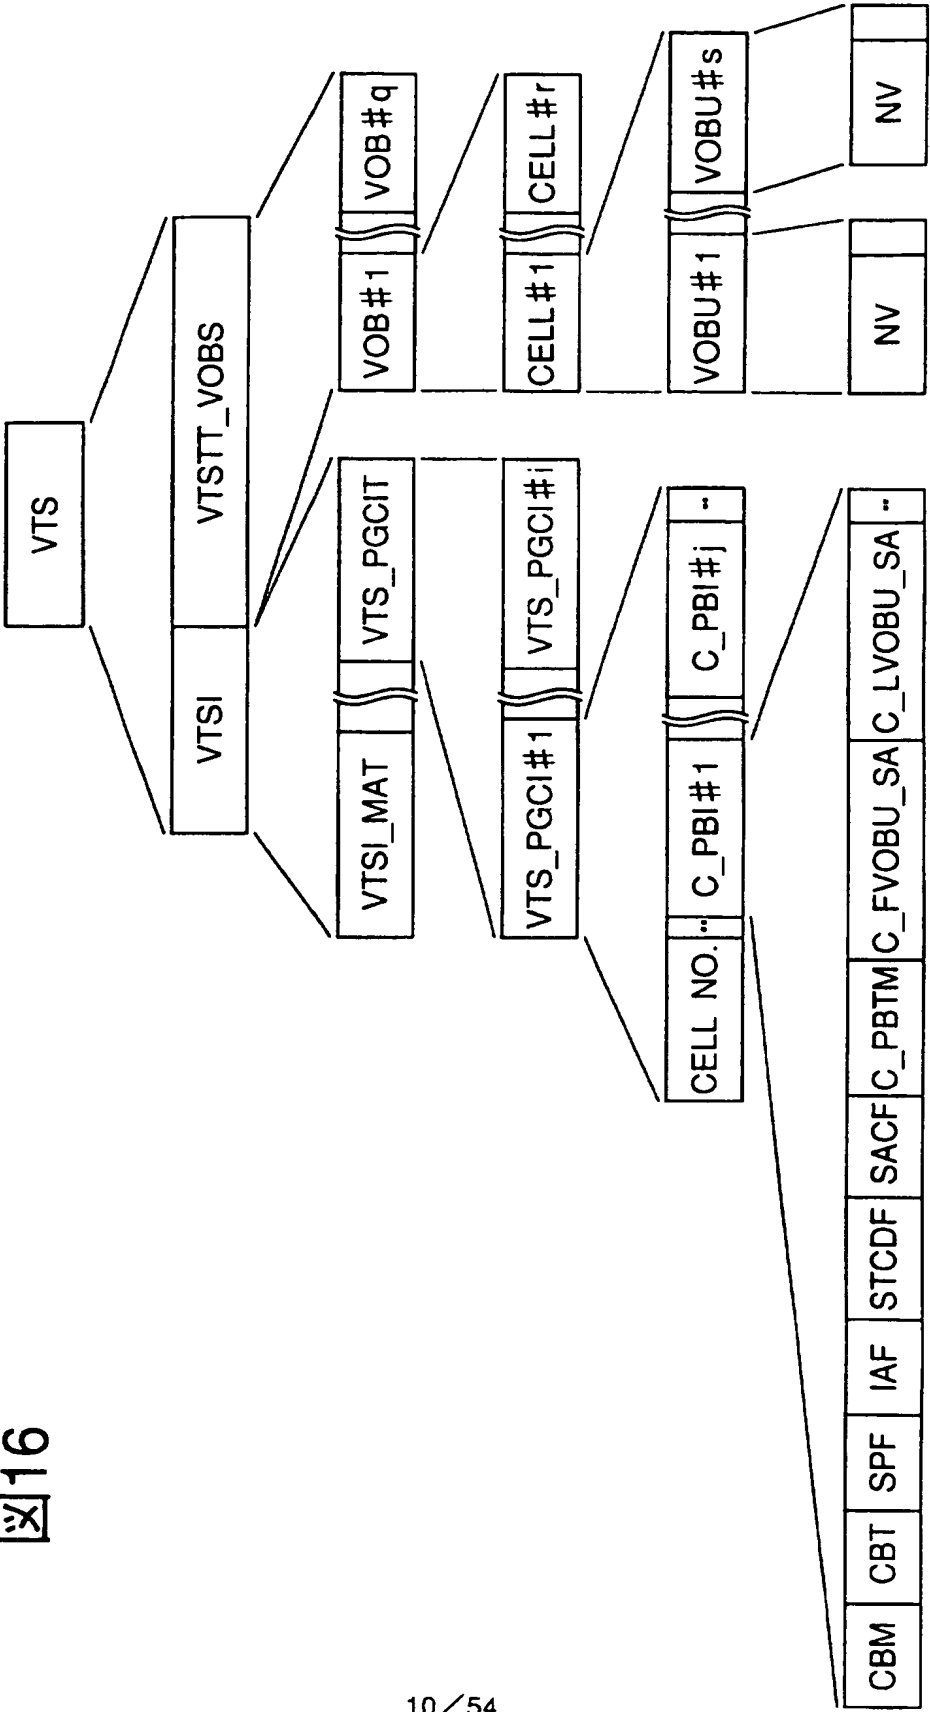 図16
VTS
VTSI VTSTT_VOBS
VTSI_MAT VTS_PGCIT VOB#1 VOB#q
VTS_PGCI#1 VTS_PGCI#i CELL#1 CELL#r
CELL NO. ‥ C_PBI#1 C_PBI#j ‥ VOBU#1 VOBU#s
CBM CBT SPF IAF STCDF SACF C_PBTM C_FVOBU_SA C_LVOBU_SA ‥ NV NV
10/54